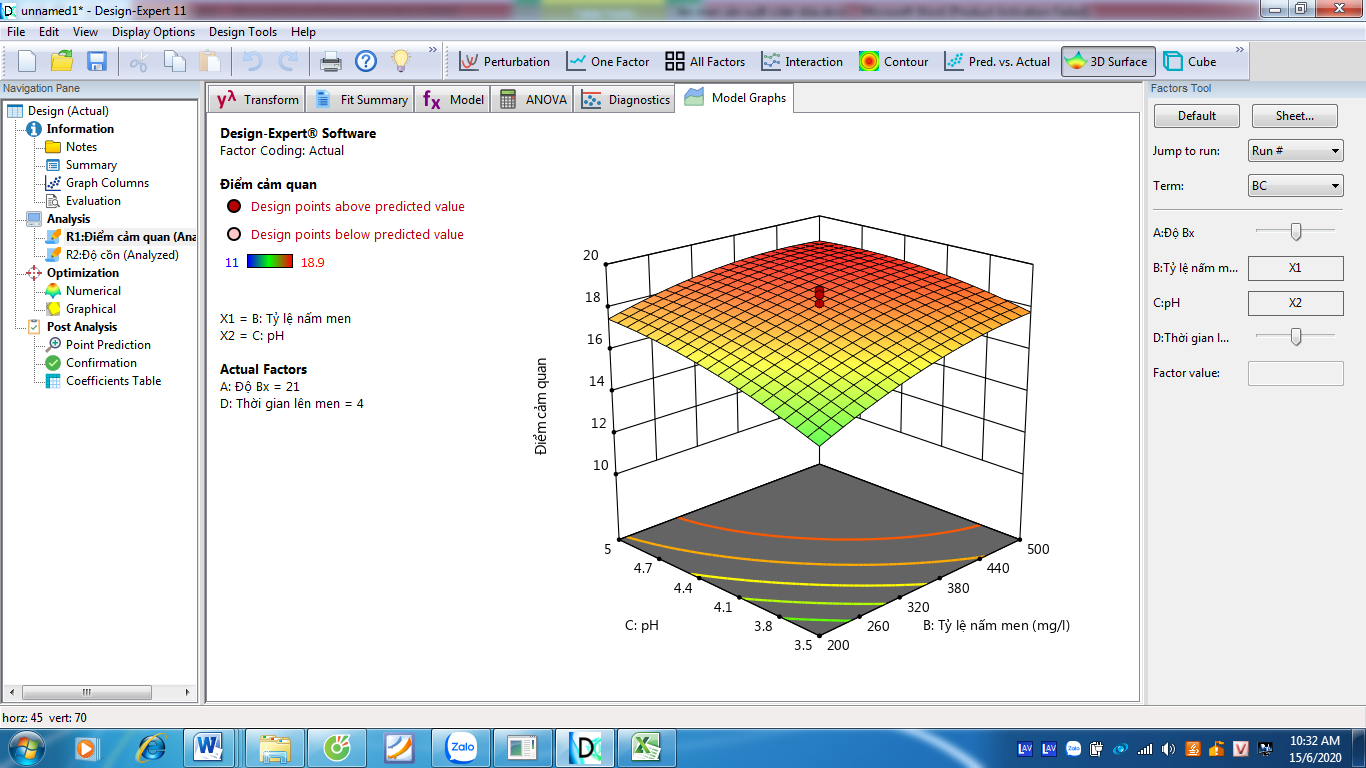 unnamed1* - Design-Expert 11
File Edit View Display Options Design Tools Help
Perturbation One Factor All Factors Interaction Contour Pred. vs. Actual 3D Surface Cube
Navigation Pane
Design (Actual)
Information
Notes
Summary
Graph Columns
Evaluation
Analysis
R1:Điểm cảm quan (Ana
R2:Độ cồn (Analyzed)
Optimization
Numerical
Graphical
Post Analysis
Point Prediction
Confirmation
Coefficients Table
Transform Fit Summary Model ANOVA Diagnostics Model Graphs
Design-Expert® Software
Factor Coding: Actual
Điểm cảm quan
Design points above predicted value
Design points below predicted value
11 18.9
X1 = B: Tỷ lệ nấm men
X2 = C: pH
Actual Factors
A: Độ Bx = 21
D: Thời gian lên men = 4
20
18
16
14
12
10
Điểm cảm quan
5
4.7
4.4
4.1
3.8
3.5
C: pH
200
260
320
380
440
500
B: Tỷ lệ nấm men (mg/l)
Factors Tool
Default Sheet...
Jump to run: Run #
Term: BC
A:Độ Bx
B:Tỷ lệ nấm m... X1
C:pH X2
D:Thời gian l...
Factor value:
horz: 45 vert: 70
Zalo
LAV LAV Zalo
10:32 AM
15/6/2020